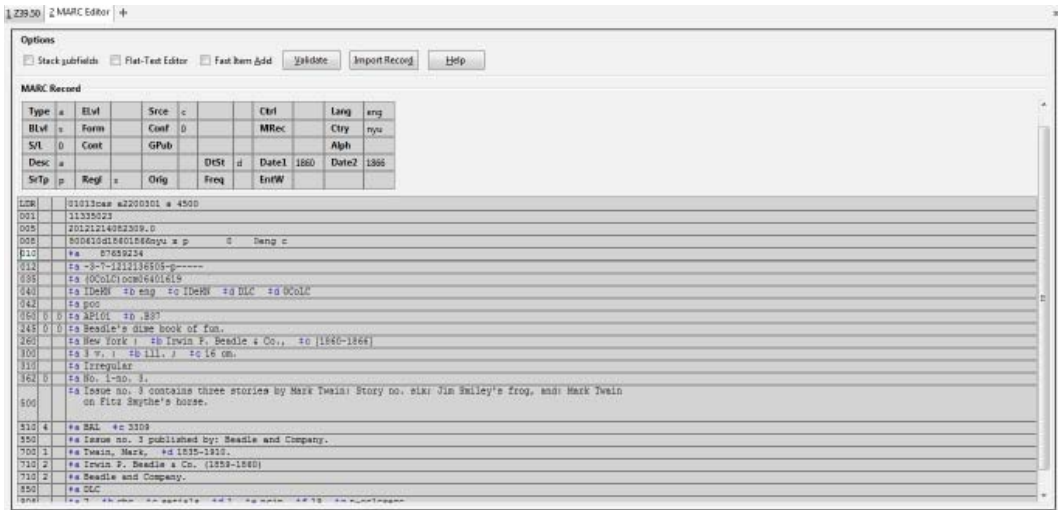 1 Z39.50 2 MARC Editor +
Options
Stack subfields Flat-Text Editor Fast Item Add Validate Import Record Help
MARC Record
Type a ELvl Srce c Ctrl Lang eng
BLvl s Form Conf 0 MRec Ctry nyu
S/L 0 Cont GPub Alph
Desc a DtSt d Date1 1860 Date2 1866
SrTp p Regl x Orig Freq EntW
LDR 01013cas a2200301 a 4500
001 11335023
005 20121214082309.0
008 800610d18601866nyu x p 0 0eng c
010 ‡a 87659234
012 ‡a -3-7-1212136505-p-----
035 ‡a (OCoLC)ocm06401619
040 ‡a IDeHN ‡b eng ‡c IDeHN ‡d DLC ‡d OCoLC
042 ‡a pcc
050 0 0 ‡a AP101 ‡b .B37
245 0 0 ‡a Beadle's dime book of fun.
260 ‡a New York : ‡b Irwin P. Beadle & Co., ‡c [1860-1866]
300 ‡a 3 v. : ‡b ill. ; ‡c 16 cm.
310 ‡a Irregular
362 0 ‡a No. 1-no. 3.
500 ‡a Issue no. 3 contains three stories by Mark Twain: Story no. six; Jim Smiley's frog, and: Mark Twain
on Fitz Smythe's horse.
510 4 ‡a BAL ‡c 3309
550 ‡a Issue no. 3 published by: Beadle and Company.
700 1 ‡a Twain, Mark, ‡d 1835-1910.
710 2 ‡a Irwin P. Beadle & Co. (1859-1860)
710 2 ‡a Beadle and Company.
850 ‡a DLC